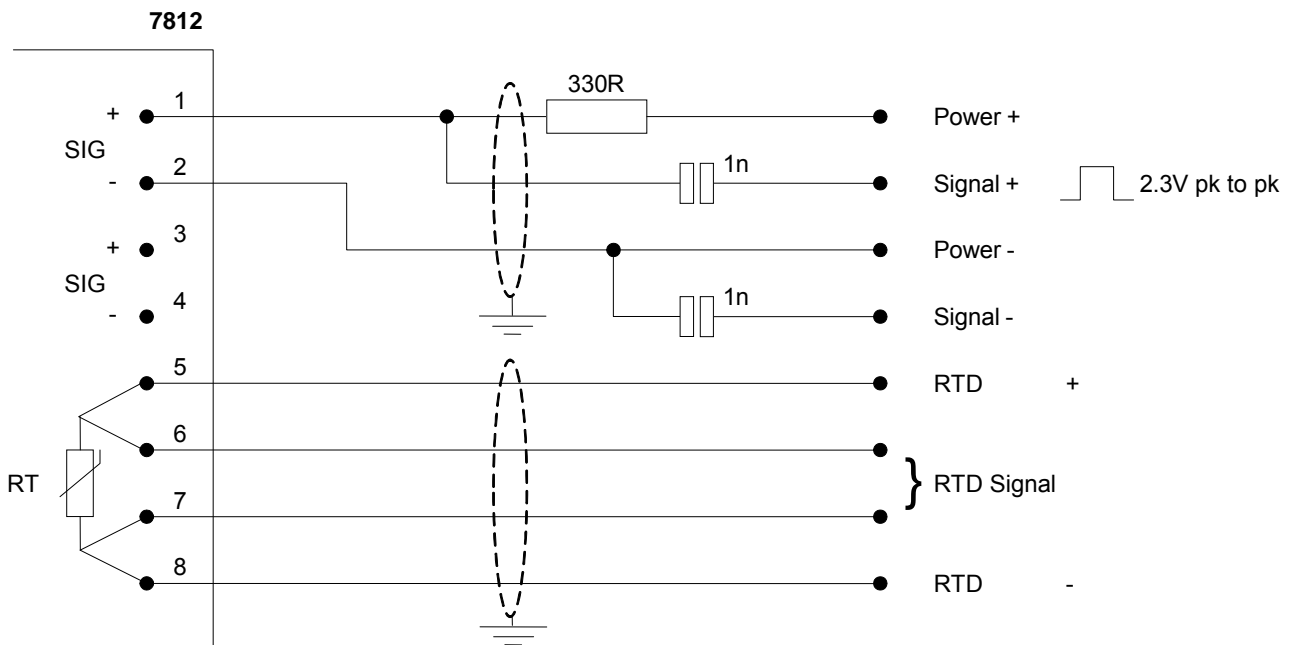 7812
330R
+ 1 Power +
SIG
1n
- 2 Signal + 2.3V pk to pk
+ 3 Power -
SIG
1n
- 4 Signal -
5 RTD +
6
RT RTD Signal
7
8 RTD -